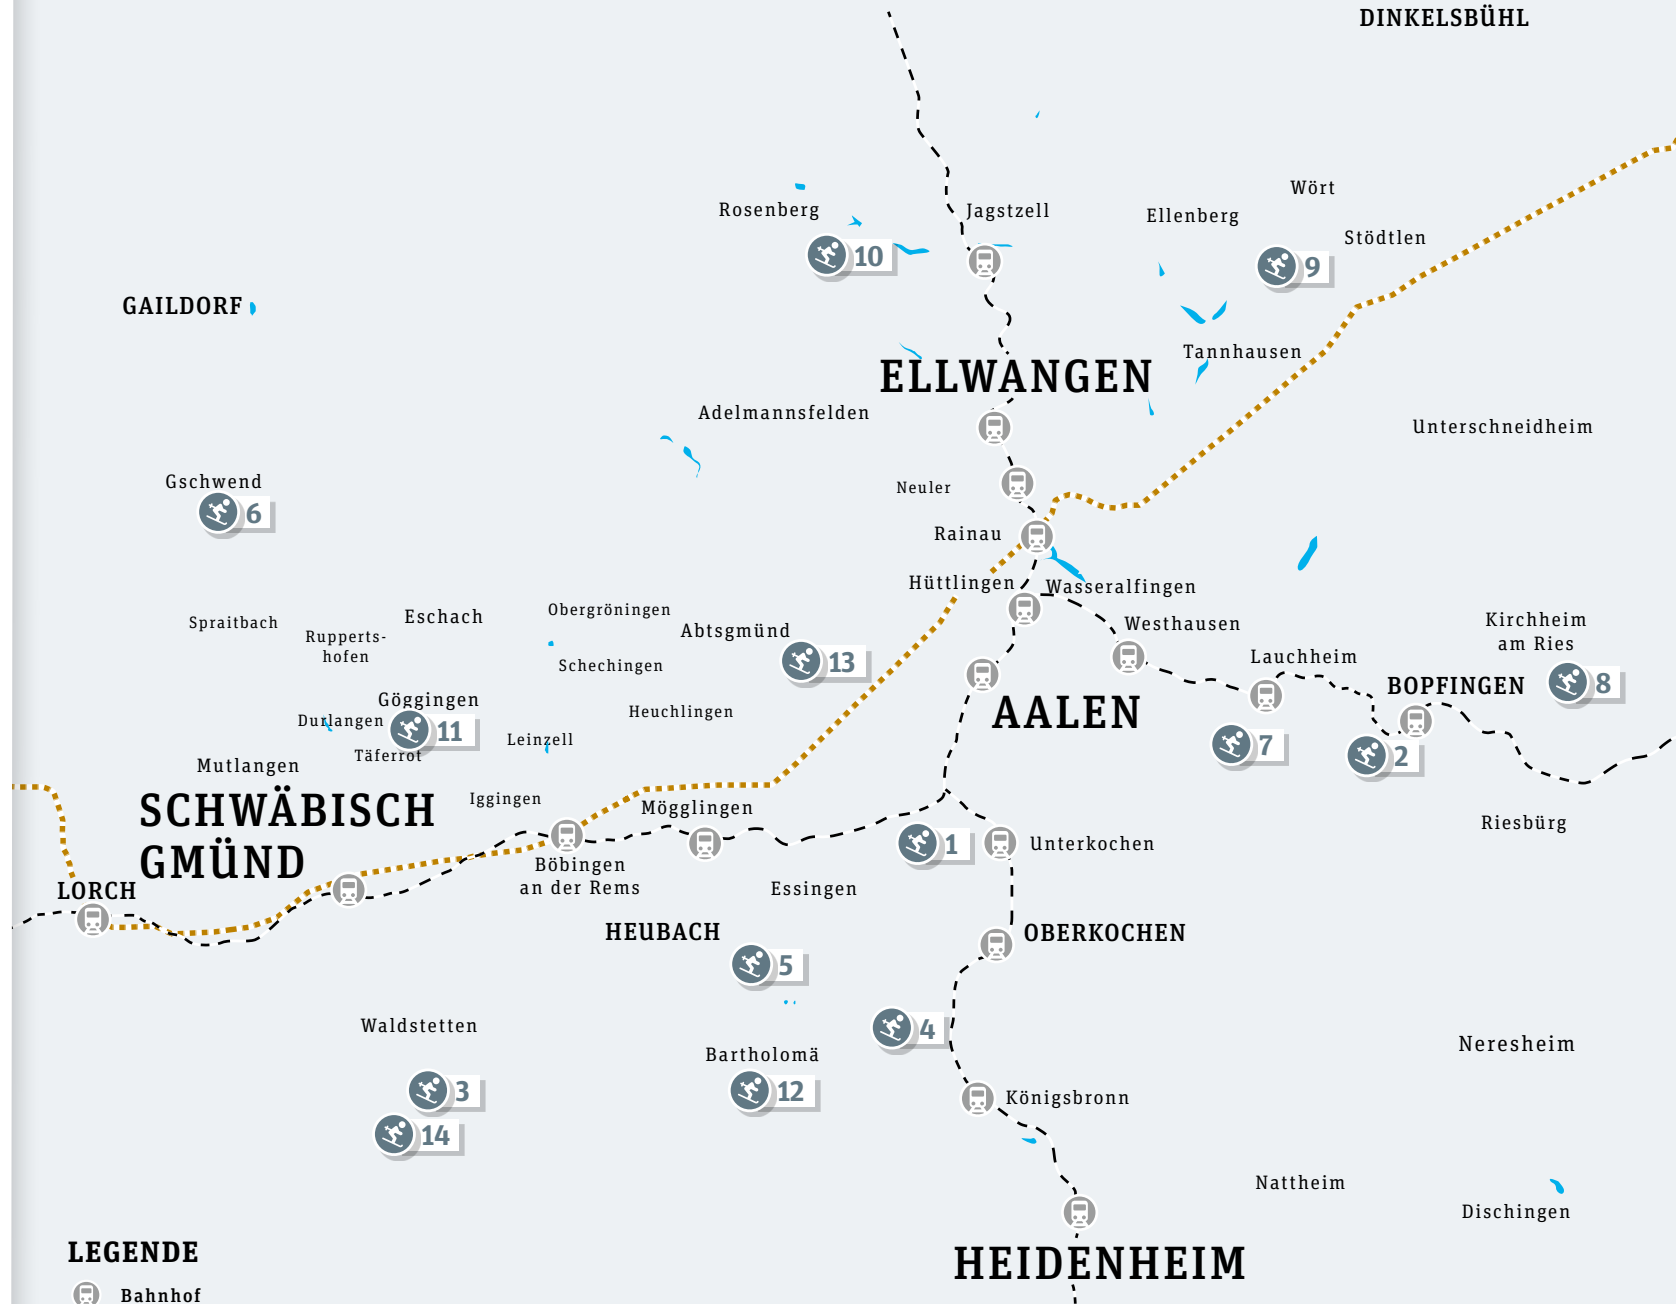 DINKELSBÜHL
Wört
Rosenberg
Jagstzell
Ellenberg
Stödtlen
10
9
GAILDORF
Tannhausen
ELLWANGEN
Adelmannsfelden
Unterschneidheim
Gschwend
6
Neuler
Rainau
Hüttlingen
Wasseralfingen
Obergröningen
Eschach
Spraitbach
Rupperts-
hofen
Abtsgmünd
Westhausen
Kirchheim
am Ries
Schechingen
13
Lauchheim
BOPFINGEN
8
Göggingen
Durlangen
11
Heuchlingen
AALEN
Leinzell
7
2
Täferrot
Mutlangen
Iggingen
Mögglingen
SCHWÄBISCH
GMÜND
Riesbürg
1
Unterkochen
Böbingen
an der Rems
LORCH
Essingen
HEUBACH
OBERKOCHEN
5
Waldstetten
4
Neresheim
Bartholomä
3
12
Königsbronn
14
Nattheim
Dischingen
LEGENDE
HEIDENHEIM
Bahnhof